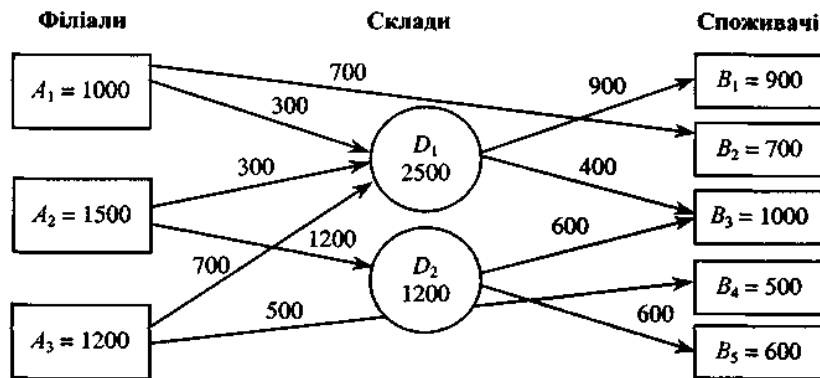 Філіали Склади Споживачі
A₁ = 1000
700
900
B₁ = 900
300
D₁
2500
B₂ = 700
300
400
A₂ = 1500
B₃ = 1000
600
1200
D₂
1200
700
B₄ = 500
500
600
A₃ = 1200
B₅ = 600